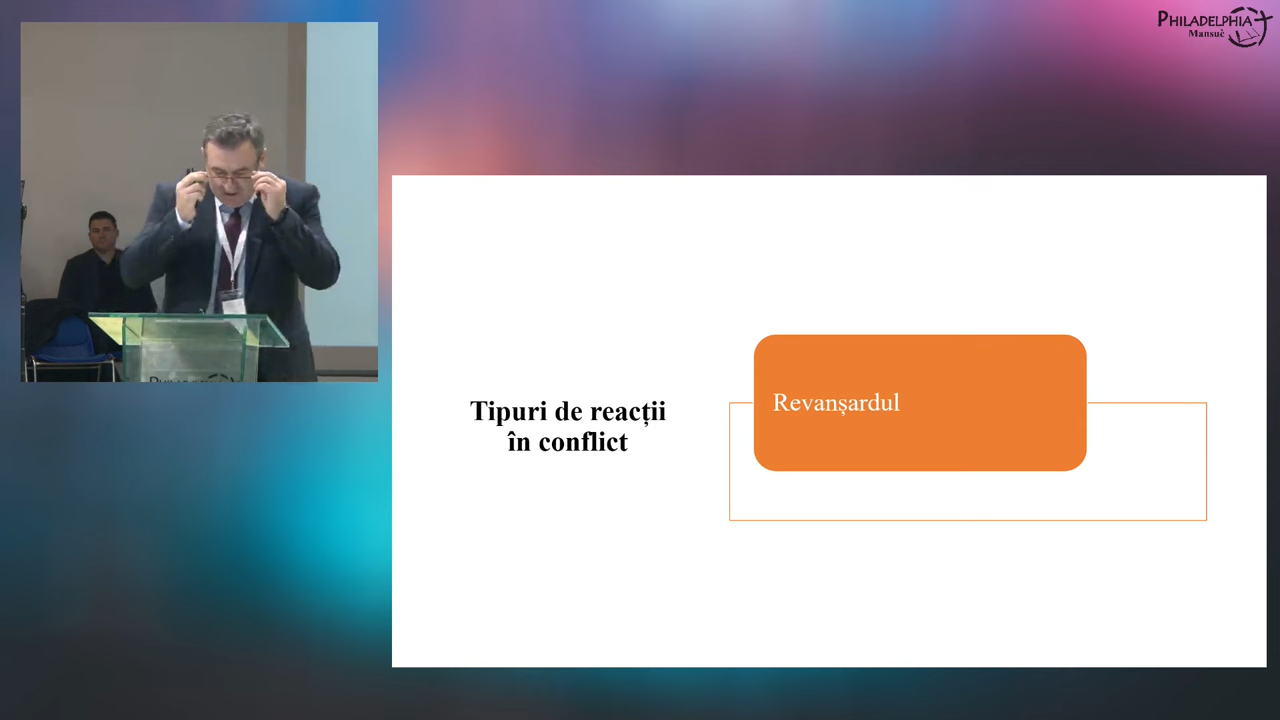 PHILADELPHIA
Mansuè
Tipuri de reacții
în conflict
Revanșardul